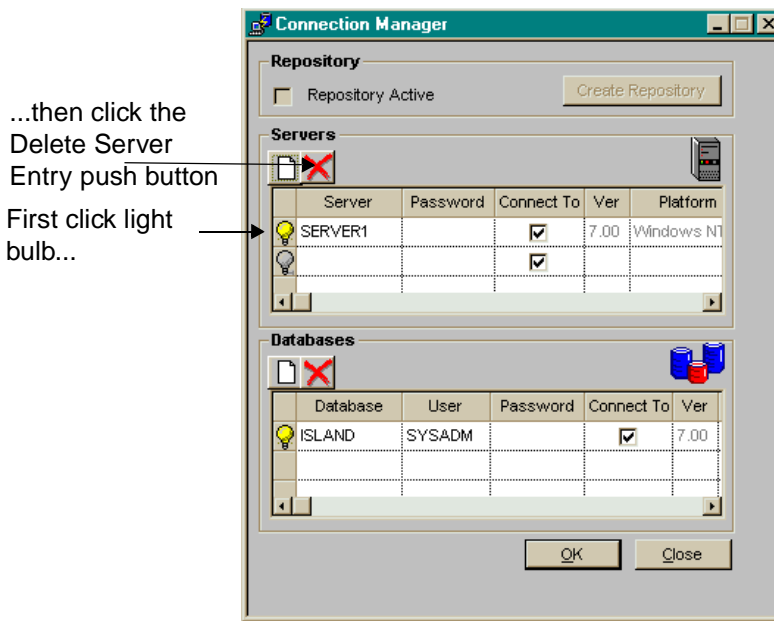 Connection Manager
Repository
Repository Active
Create Repository
...then click the
Delete Server
Entry push button
First click light
bulb...
Servers
Server Password Connect To Ver Platform
SERVER1 7.00 Windows NT
Databases
Database User Password Connect To Ver
ISLAND SYSADM 7.00
OK Close